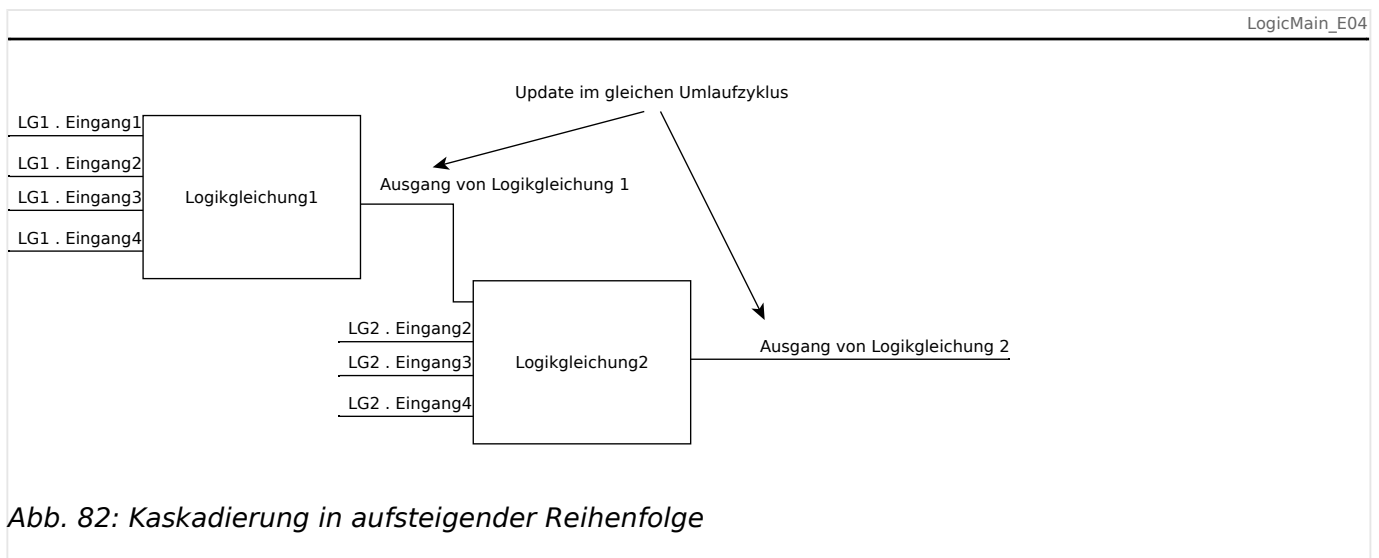 LogicMain_E04
Update im gleichen Umlaufzyklus
LG1 . Eingang1
LG1 . Eingang2
LG1 . Eingang3
LG1 . Eingang4
Logikgleichung1
Ausgang von Logikgleichung 1
LG2 . Eingang2
LG2 . Eingang3
LG2 . Eingang4
Logikgleichung2
Ausgang von Logikgleichung 2
Abb. 82: Kaskadierung in aufsteigender Reihenfolge